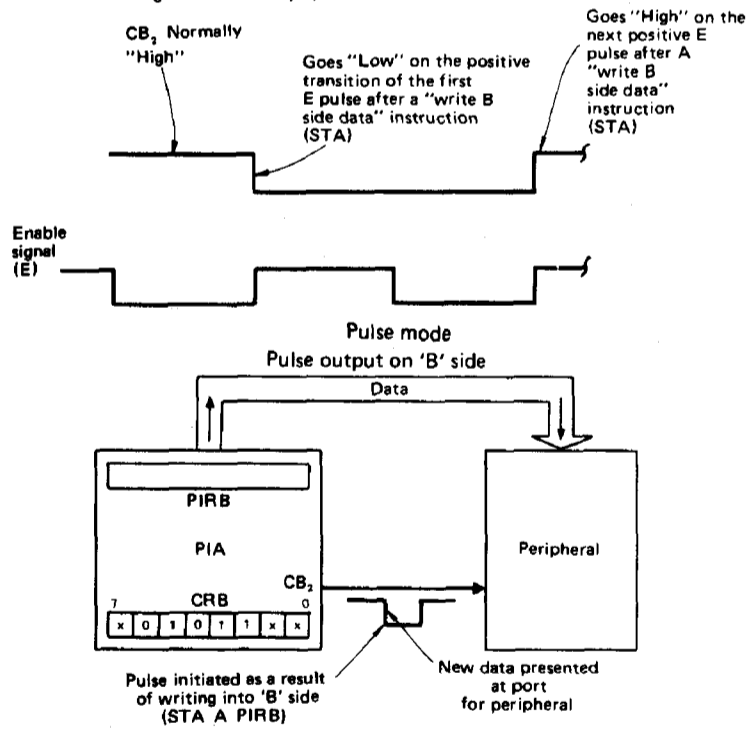 CB₂ Normally
"High"
Goes "Low" on the positive
transition of the first
E pulse after a "write B
side data" instruction
(STA)
Goes "High" on the
next positive E
pulse after A
"write B
side data"
instruction
(STA)
Enable
signal
(E)
Pulse mode
Pulse output on 'B' side
Data
PIRB
PIA
Peripheral
CB₂
7 CRB 0
x 0 1 0 1 1 x x
Pulse initiated as a result
of writing into 'B' side
(STA A PIRB)
New data presented
at port
for peripheral